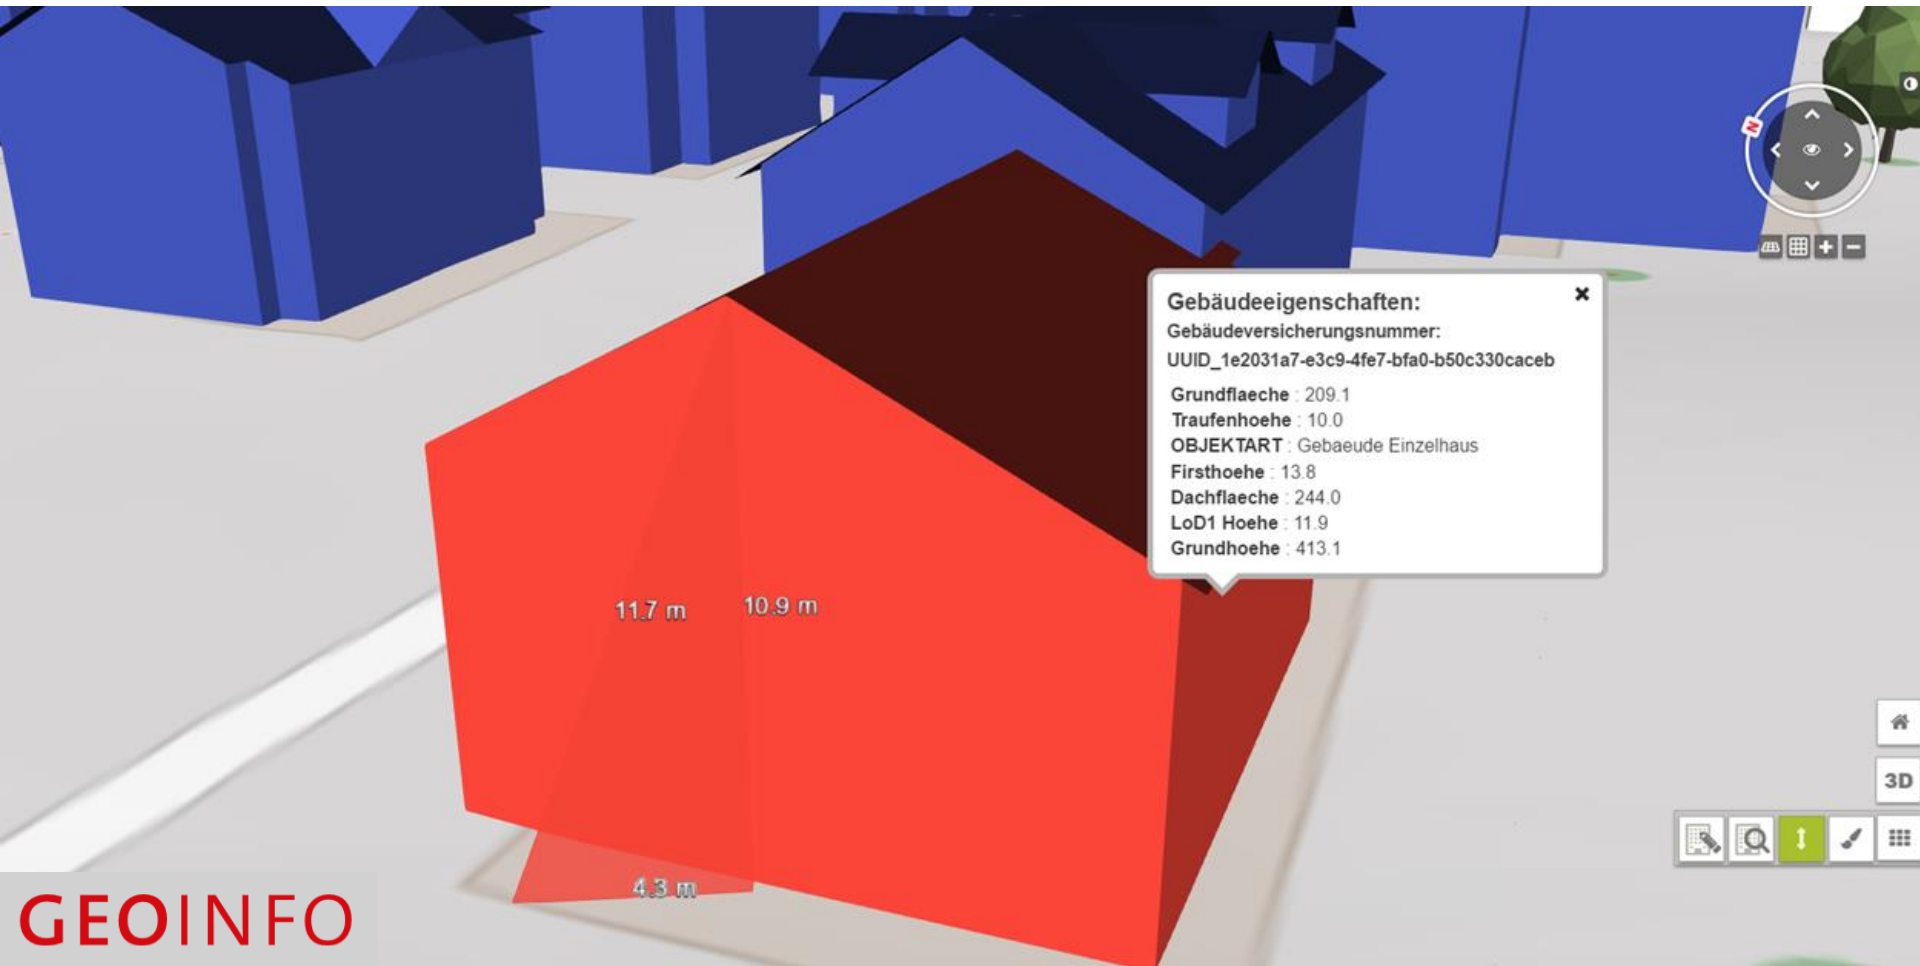 N
Gebäudeeigenschaften:
Gebäudeversicherungsnummer:
UUID_1e2031a7-e3c9-4fe7-bfa0-b50c330caceb
Grundflaeche : 209.1
Traufenhoehe : 10.0
OBJEKTART : Gebaeude Einzelhaus
Firsthoehe : 13.8
Dachflaeche : 244.0
LoD1 Hoehe : 11.9
Grundhoehe : 413.1
11.7 m
10.9 m
4.3 m
3D
GEOINFO